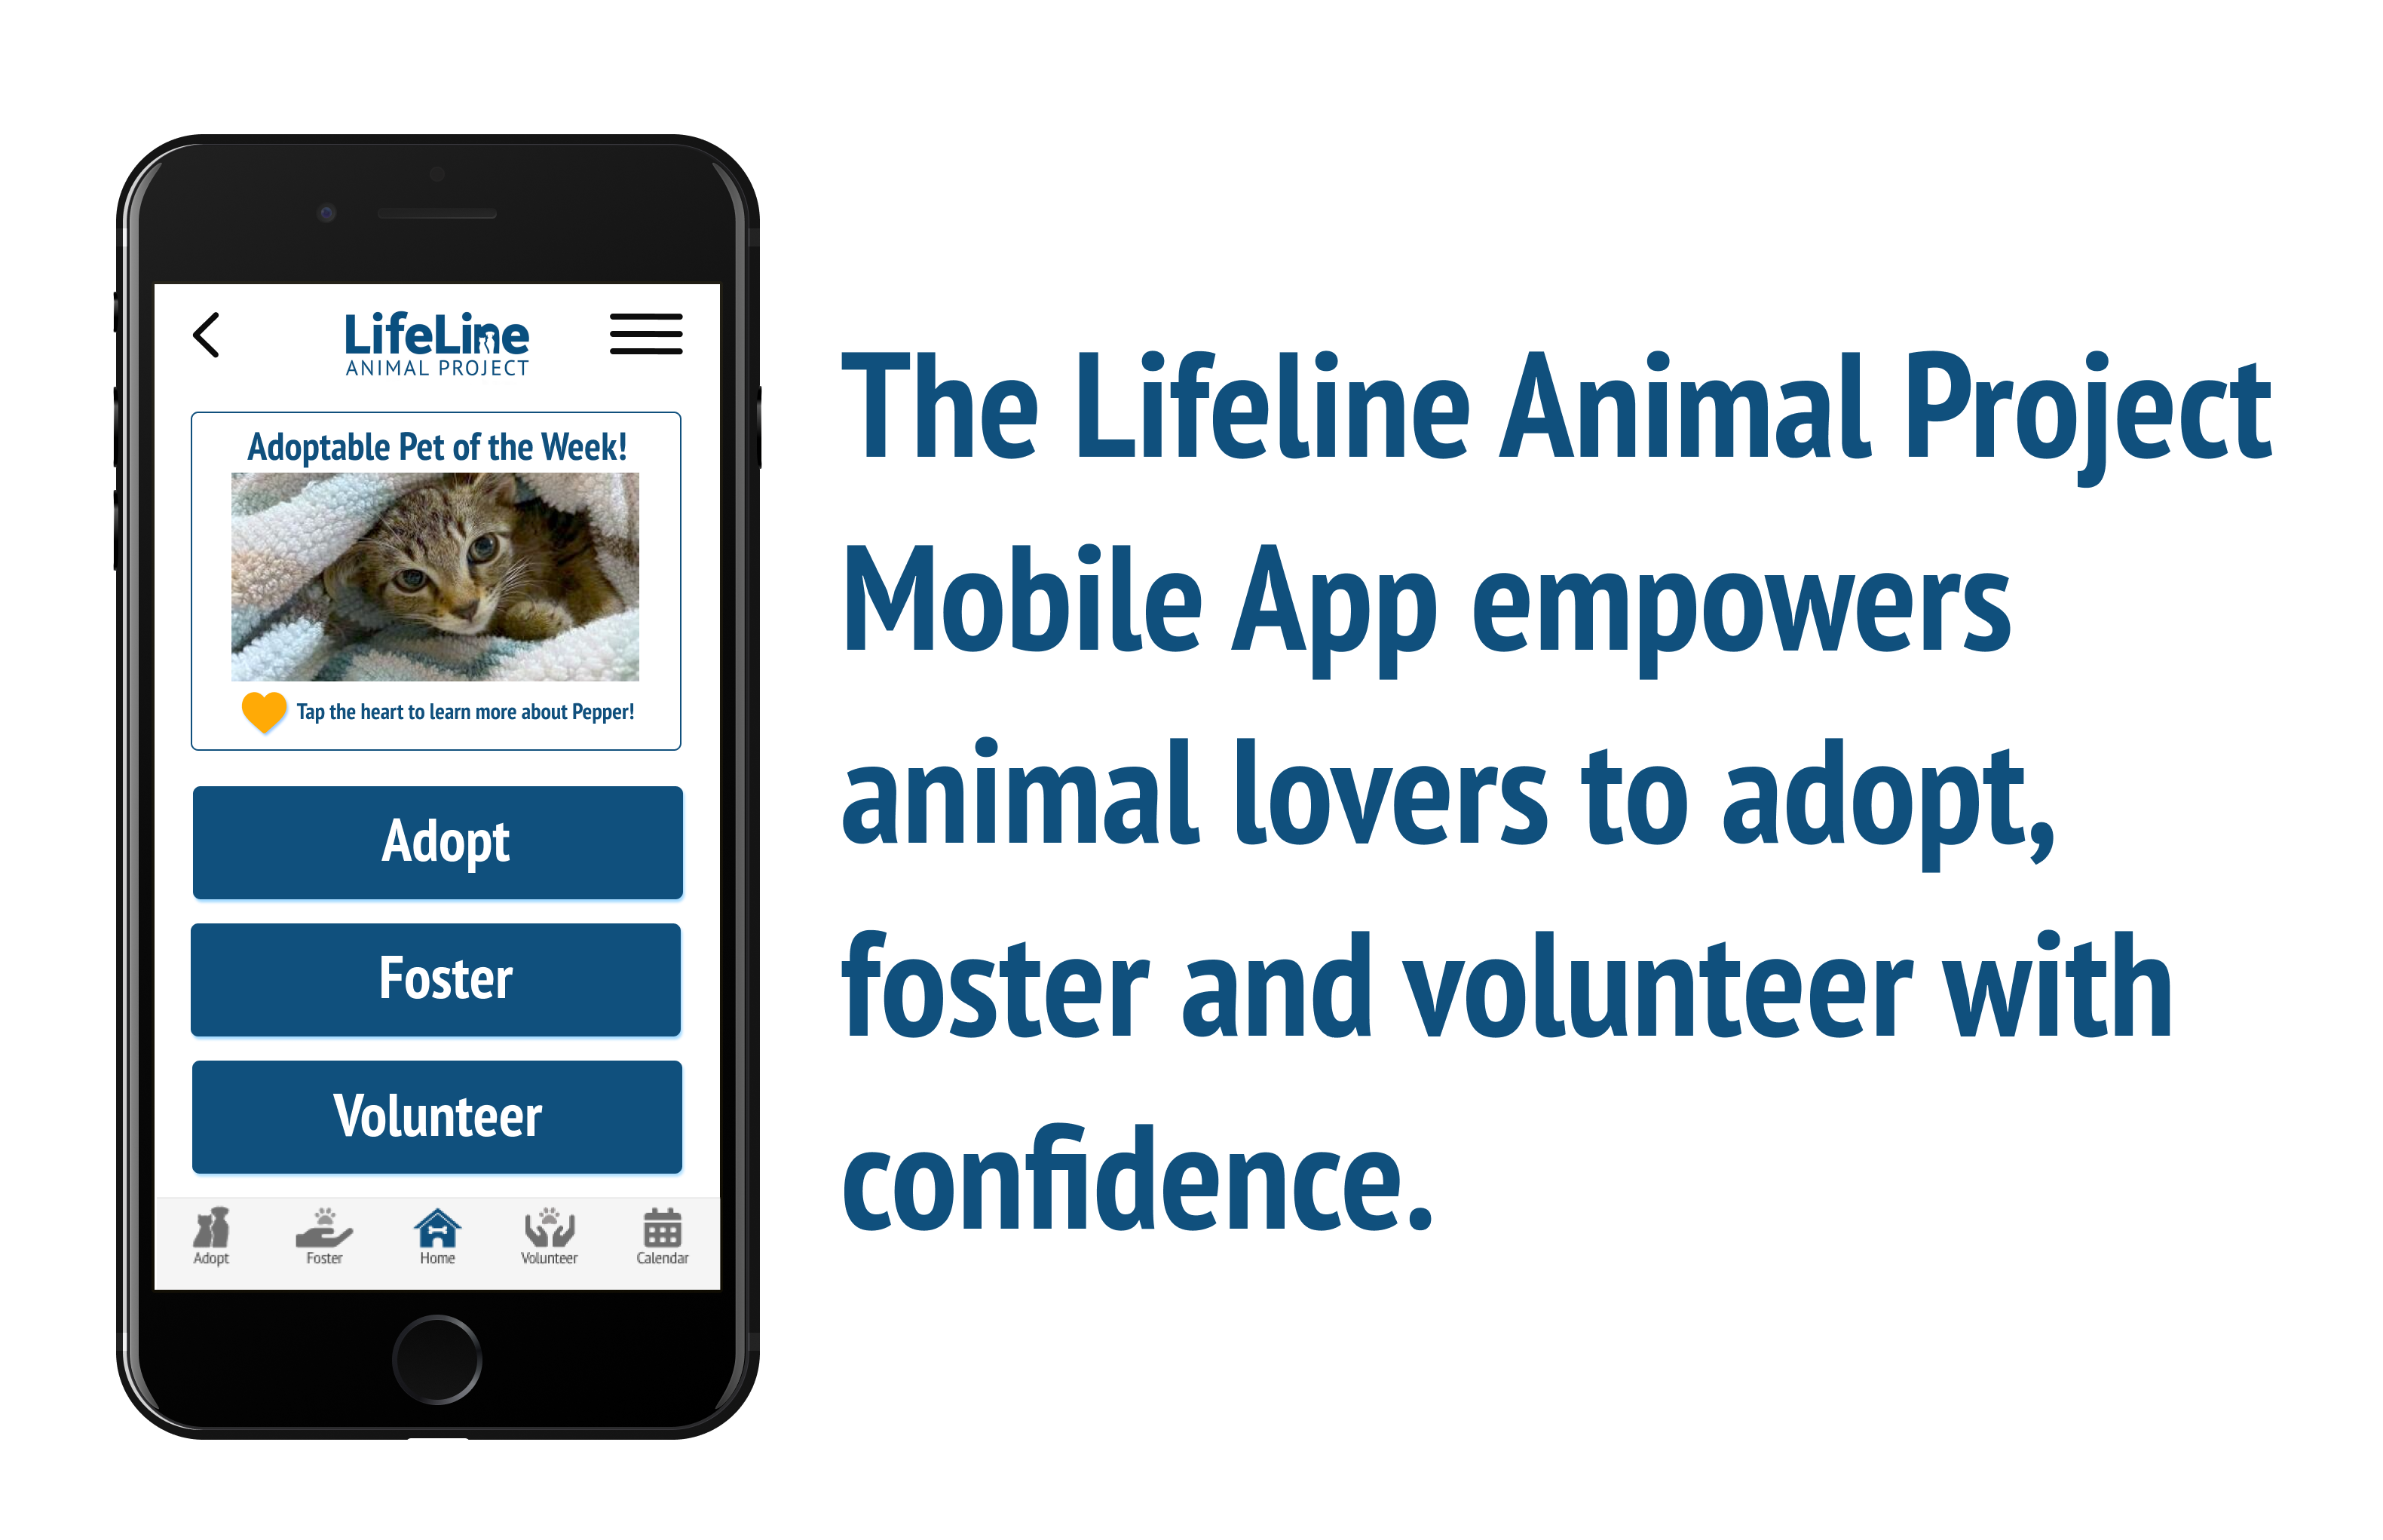 LifeLine
ANIMAL PROJECT
Adoptable Pet of the Week!
Tap the heart to learn more about Pepper!
Adopt
Foster
Volunteer
Adopt
Foster
Home
Volunteer
Calendar
The Lifeline Animal Project
Mobile App empowers
animal lovers to adopt,
foster and volunteer with
confidence.